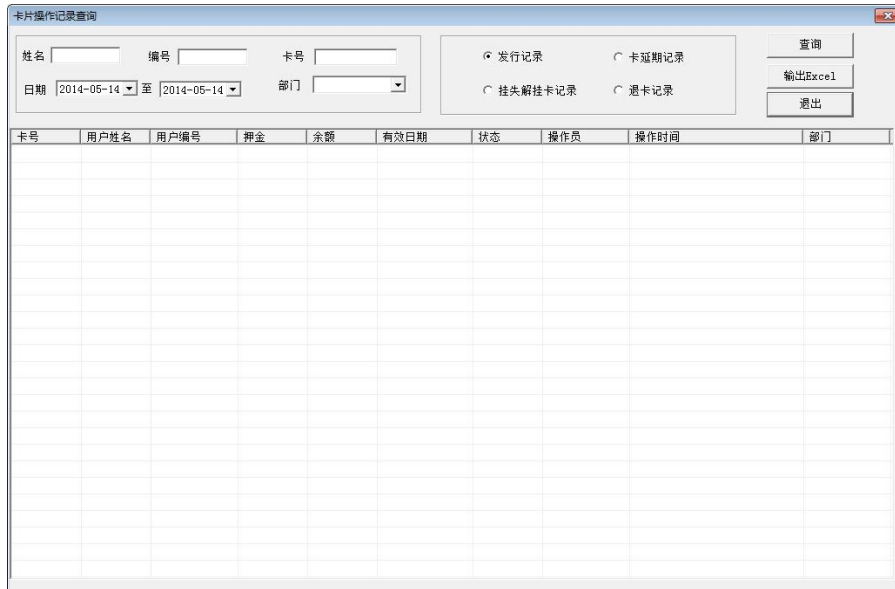 卡片操作记录查询
姓名 编号 卡号
日期 2014-05-14 至 2014-05-14 部门
发行记录 卡延期记录
挂失解挂卡记录 退卡记录
查询
输出Excel
退出
卡号 用户姓名 用户编号 押金 余额 有效日期 状态 操作员 操作时间 部门